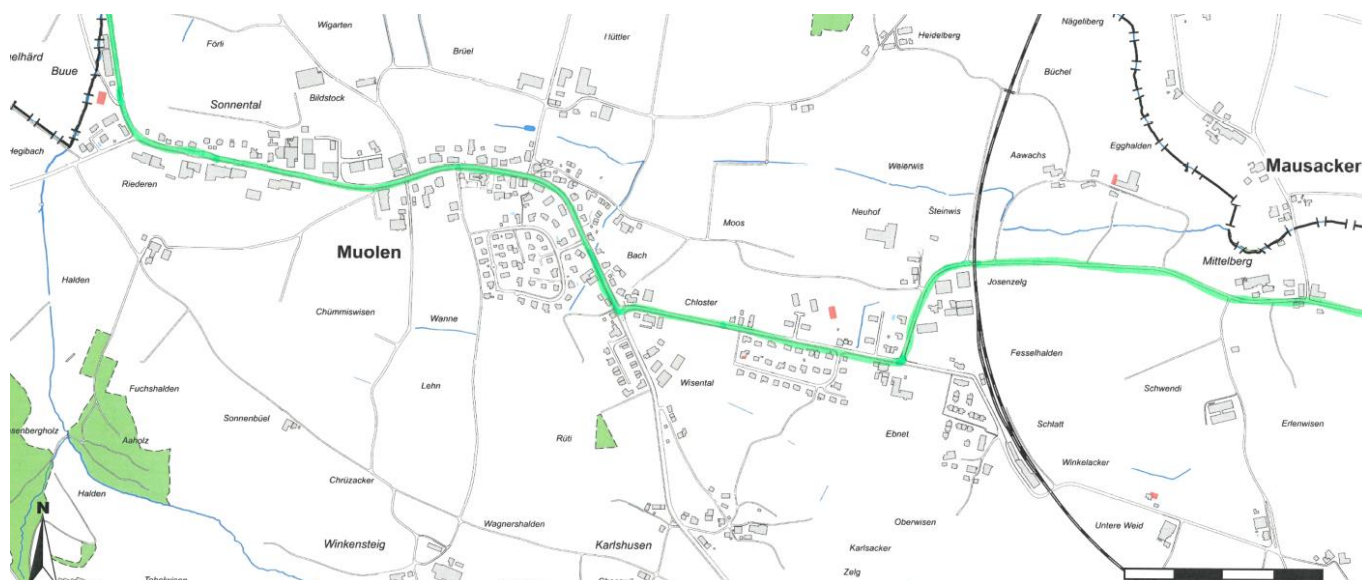 Wigarten
Hüttler
Nägeliberg
Heidelberg
Förli
Brüel
Buue
Büchel
Bildstock
Sonnental
Hegibach
Egghalden
Aawachs
Weierwis
Mausacker
Riederen
Neuhof
Steinwis
Moos
Muolen
Bach
Mittelberg
Halden
Josenzelg
Chloster
Chümmiswisen
Wanne
Fesselhalden
Wisental
Lehn
Fuchshalden
Schwendi
Sonnenbüel
Erlenwisen
Schlatt
Ebnet
Aaholz
Rüti
Winkelacker
Chrüzacker
Halden
N
Wagnershalden
Oberwisen
Untere Weid
Winkensteig
Karlshusen
Karlsacker
Zelg